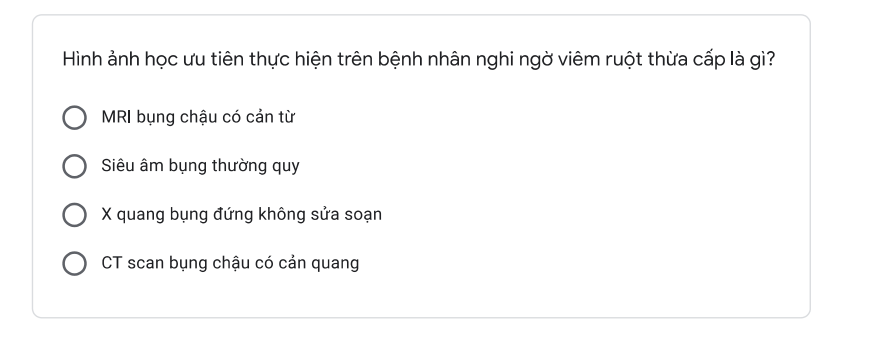 Hình ảnh học ưu tiên thực hiện trên bệnh nhân nghi ngờ viêm ruột thừa cấp là gì?
MRI bụng chậu có cản từ
Siêu âm bụng thường quy
X quang bụng đứng không sửa soạn
CT scan bụng chậu có cản quang